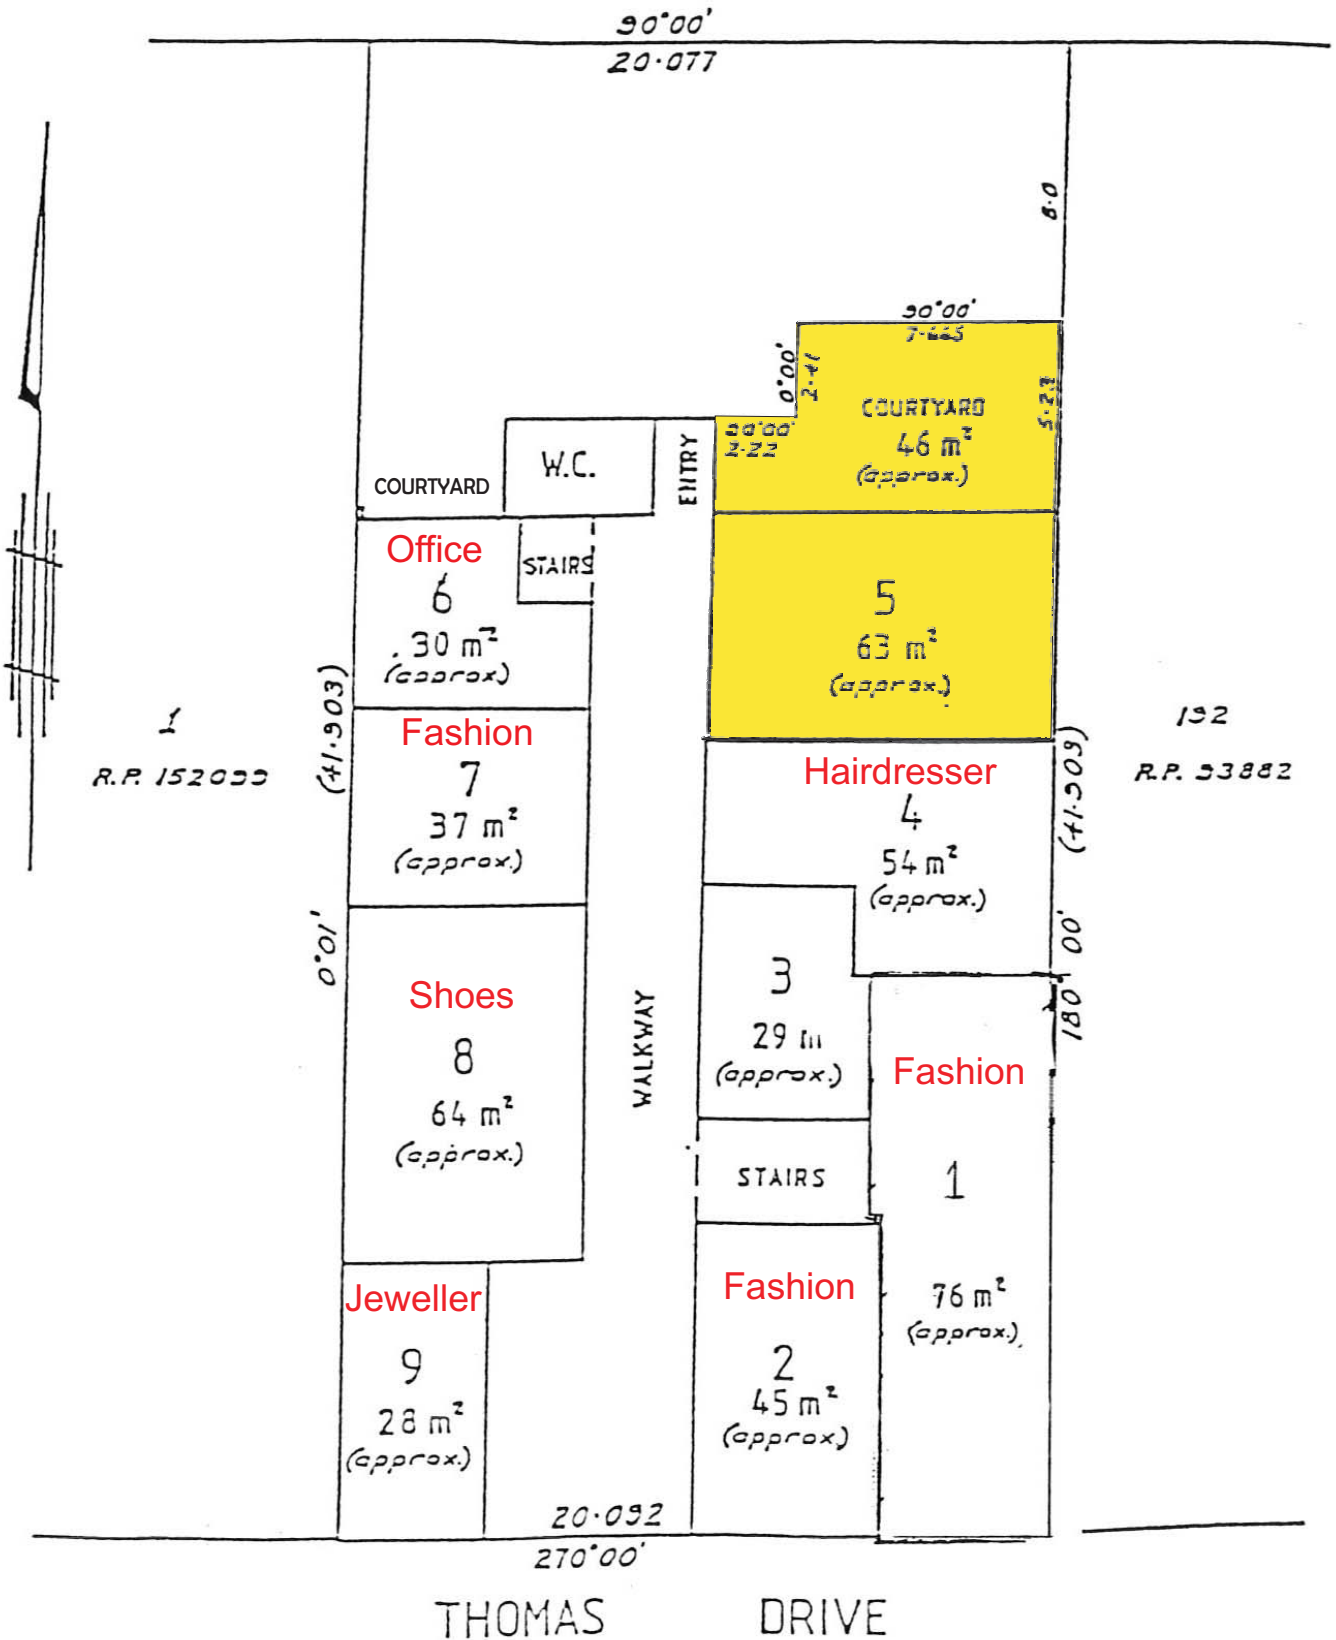 90°00'
20·077
8·0
90°00'
7·665
0°00'
2·41
5·23
COURTYARD
46 m²
(approx.)
90°00'
2·22
ENTRY
W.C.
COURTYARD
Office
6
30 m²
(approx)
STAIRS
5
63 m²
(approx.)
(41·903)
1
R.P. 152099
192
R.P. 93882
(41·909)
Fashion
7
37 m²
(approx.)
Hairdresser
4
54 m²
(approx.)
0°01'
180° 00'
Shoes
8
64 m²
(approx.)
WALKWAY
3
29 m
(approx.)
Fashion
1
76 m²
(approx.)
STAIRS
Jeweller
9
28 m²
(approx.)
Fashion
2
45 m²
(approx)
20·092
270°00'
THOMAS DRIVE